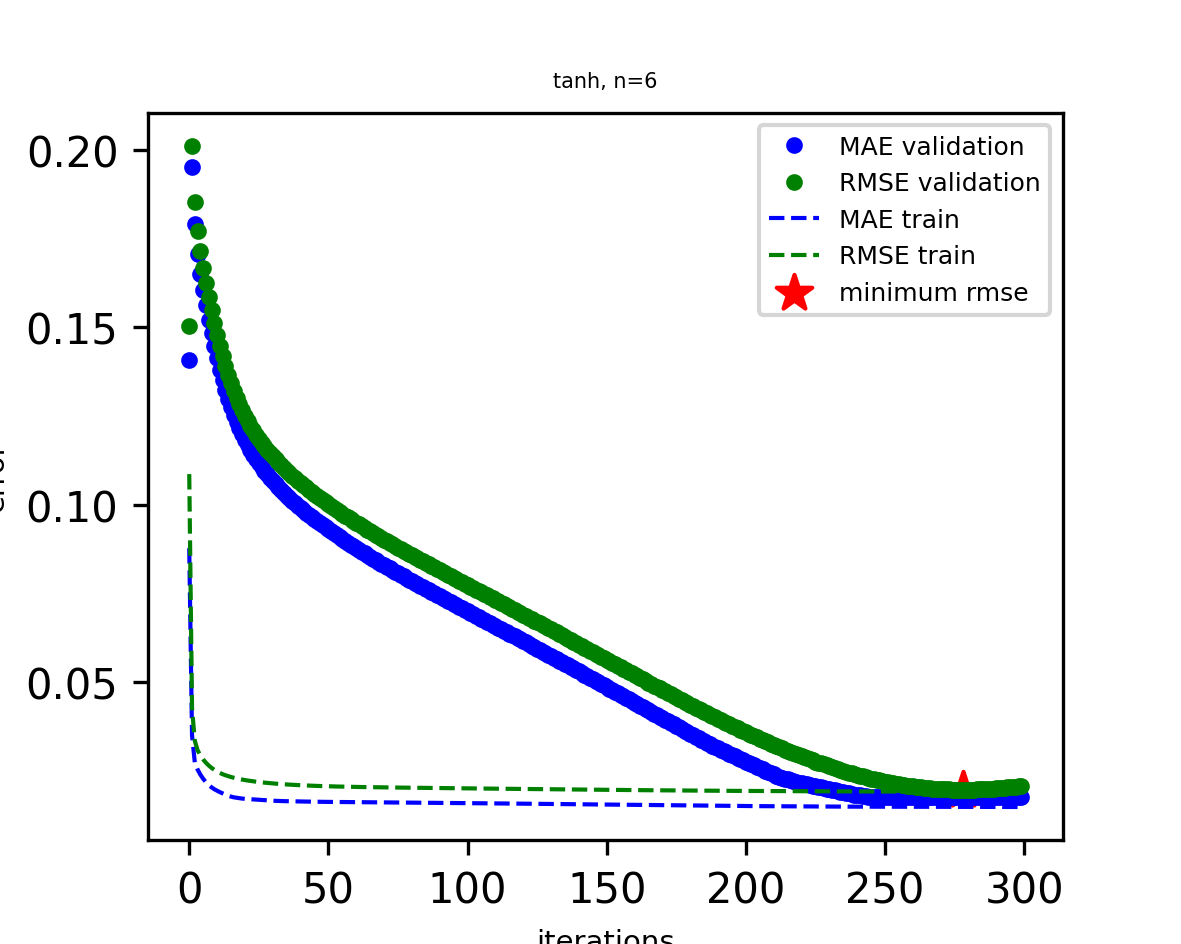 tanh, n=6
0.20
0.15
0.10
0.05
0 50 100 150 200 250 300
iterations
MAE validation
RMSE validation
MAE train
RMSE train
minimum rmse